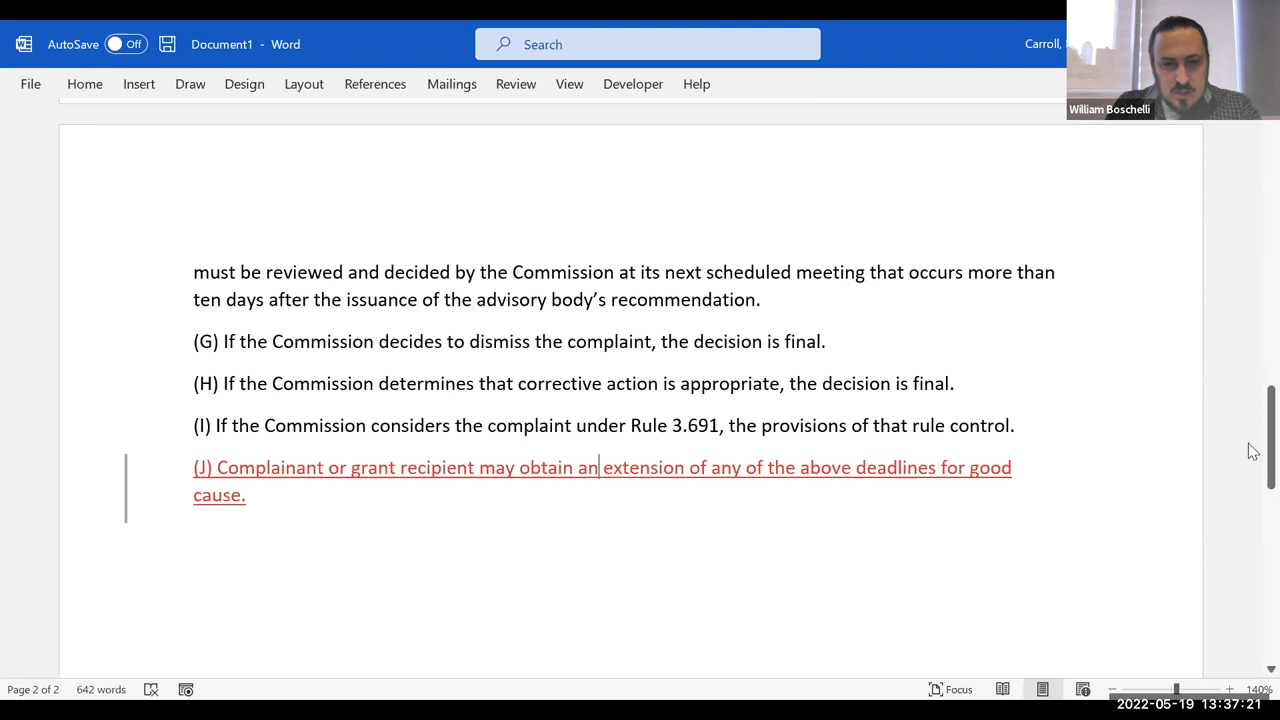 AutoSave Off Document1 - Word Search Carroll,
File Home Insert Draw Design Layout References Mailings Review View Developer Help
William Boschelli
must be reviewed and decided by the Commission at its next scheduled meeting that occurs more than
ten days after the issuance of the advisory body’s recommendation.
(G) If the Commission decides to dismiss the complaint, the decision is final.
(H) If the Commission determines that corrective action is appropriate, the decision is final.
(I) If the Commission considers the complaint under Rule 3.691, the provisions of that rule control.
(J) Complainant or grant recipient may obtain an extension of any of the above deadlines for good
cause.
Page 2 of 2 642 words Focus 140%
2022-05-19 13:37:21